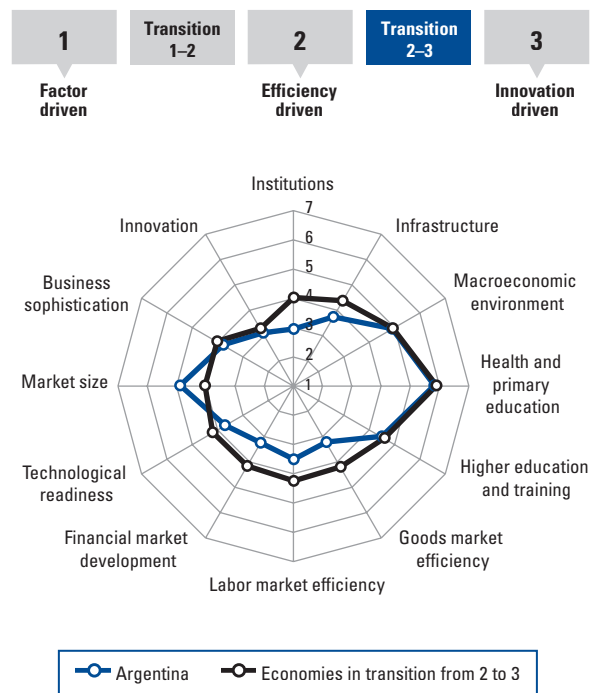 1
Transition
1–2
2
Transition
2–3
3
Factor
driven
Efficiency
driven
Innovation
driven
Institutions
7
Innovation
Infrastructure
6
5
Business
sophistication
Macroeconomic
environment
4
3
2
Market size
1
Health and
primary
education
Technological
readiness
Higher education
and training
Financial market
development
Goods market
efficiency
Labor market efficiency
Argentina
Economies in transition from 2 to 3